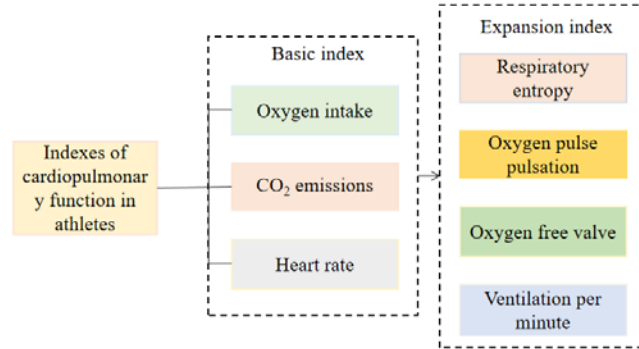 Indexes of
cardiopulmonar
y function in
athletes
Basic index
Oxygen intake
CO₂ emissions
Heart rate
Expansion index
Respiratory
entropy
Oxygen pulse
pulsation
Oxygen free valve
Ventilation per
minute